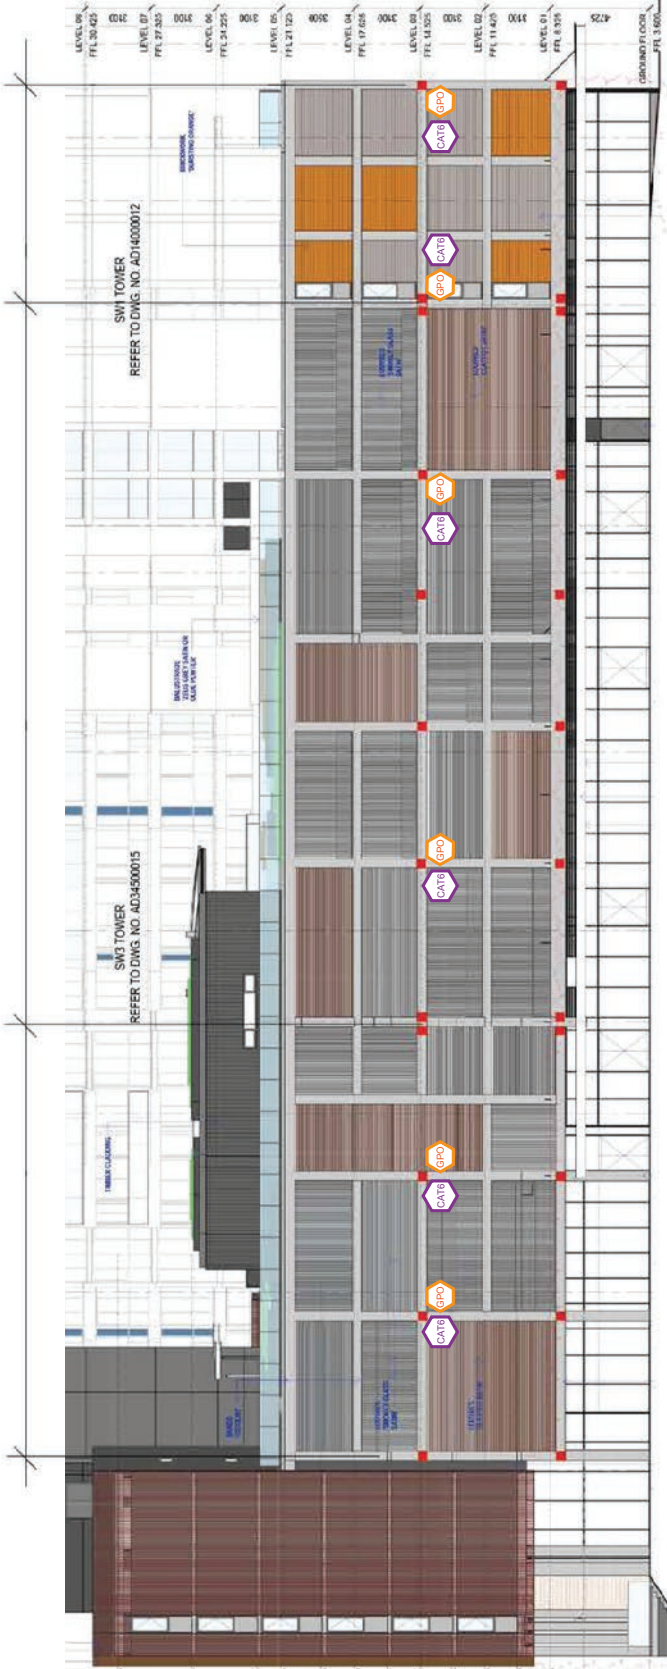 LEVEL 08
FFL 30.425
3100
LEVEL 07
FFL 27.325
3100
LEVEL 06
FFL 24.225
3100
LEVEL 05
FFL 21.125
3500
LEVEL 04
FFL 17.625
3100
LEVEL 03
FFL 14.525
3100
LEVEL 02
FFL 11.425
3100
LEVEL 01
FFL 8.325
4725
GROUND FLOOR
FFL 3.600
SW1 TOWER
REFER TO DWG. NO. AD14000012
SW3 TOWER
REFER TO DWG. NO. AD34500015
TIMBER CLADDING
BALUSTRADE
GPO
CAT6
CAT6
GPO
GPO
CAT6
GPO
CAT6
GPO
CAT6
GPO
CAT6